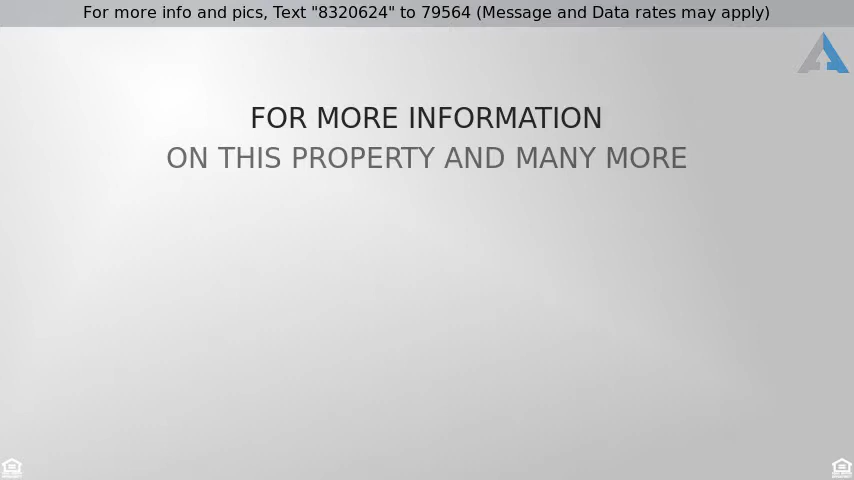 For more info and pics, Text "8320624" to 79564 (Message and Data rates may apply)
FOR MORE INFORMATION
ON THIS PROPERTY AND MANY MORE